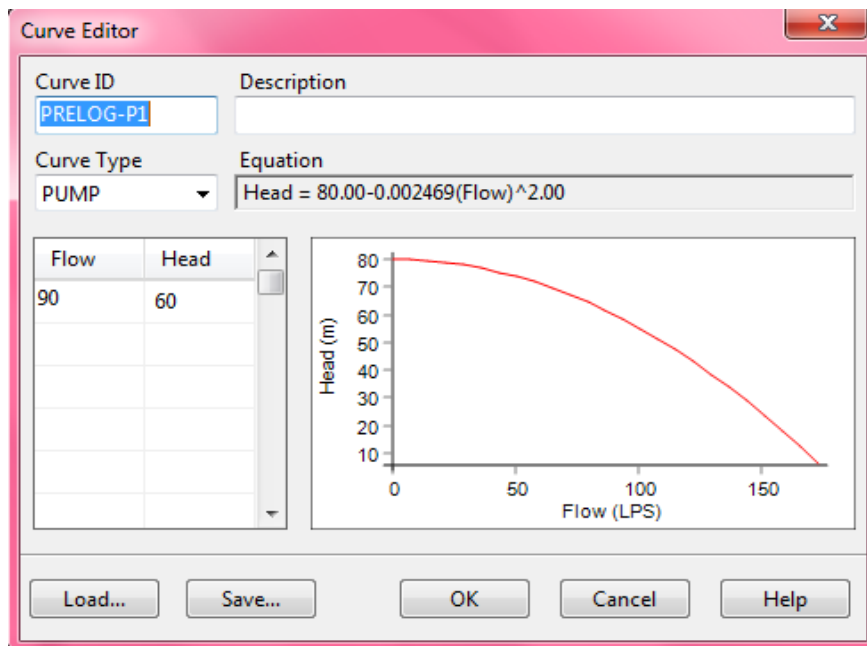 Curve Editor
Curve ID Description
PRELOG-P1
Curve Type Equation
PUMP Head = 80.00-0.002469(Flow)^2.00
Flow Head
90 60
80
70
60
50
40
30
20
10
Head (m)
0 50 100 150
Flow (LPS)
Load... Save... OK Cancel Help